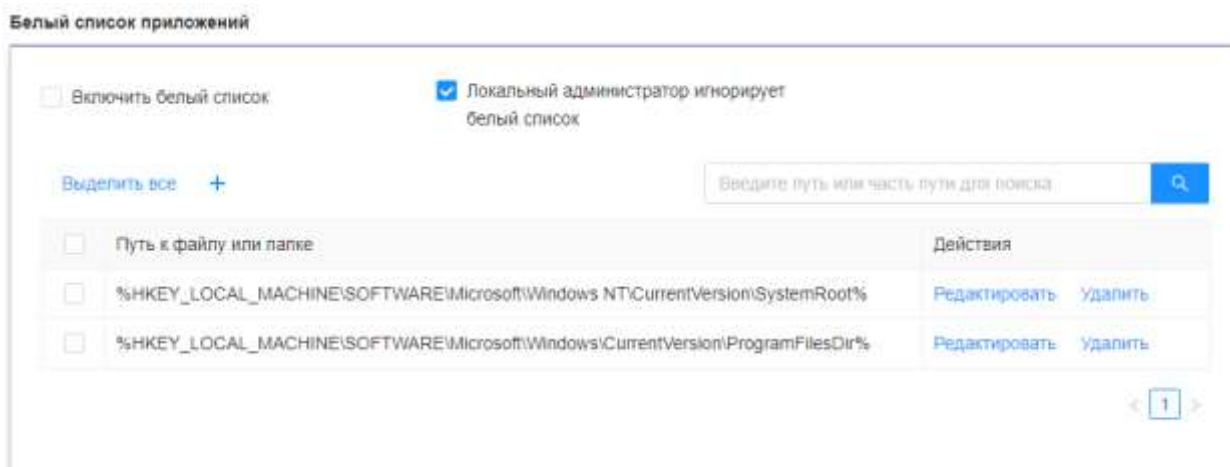 Белый список приложений
Включить белый список
Локальный администратор игнорирует
белый список
Выделить все +
Введите путь или часть пути для поиска
Путь к файлу или папке Действия
%HKEY_LOCAL_MACHINE\SOFTWARE\Microsoft\Windows NT\CurrentVersion\SystemRoot% Редактировать Удалить
%HKEY_LOCAL_MACHINE\SOFTWARE\Microsoft\Windows\CurrentVersion\ProgramFilesDir% Редактировать Удалить
< 1 >